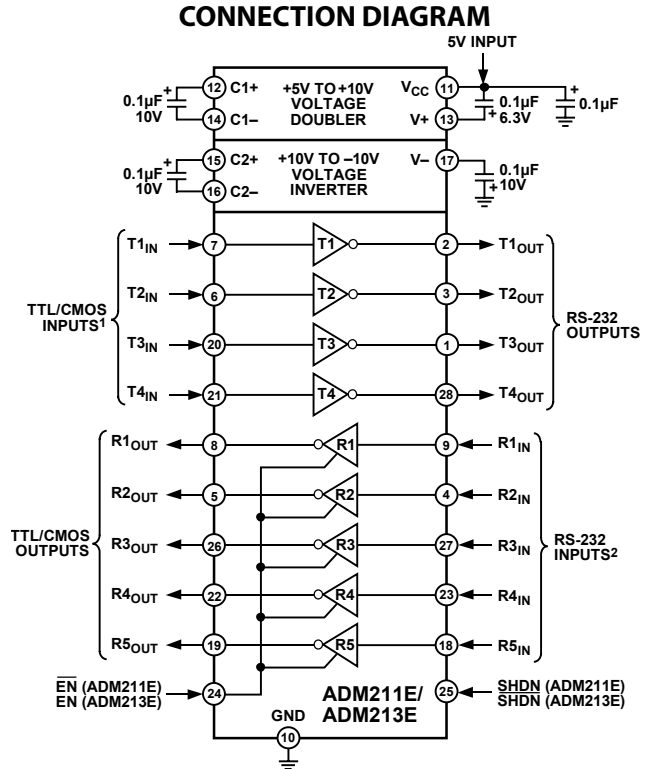 CONNECTION DIAGRAM
5V INPUT
12 C1+ +5V TO +10V VCC 11
0.1µF + 10V VOLTAGE DOUBLER + 0.1µF 6.3V + 0.1µF
14 C1– V+ 13
15 C2+ +10V TO –10V V– 17
0.1µF + 10V VOLTAGE INVERTER 0.1µF + 10V
16 C2–
T1IN 7 T1 2 T1OUT
T2IN 6 T2 3 T2OUT
TTL/CMOS INPUTS1 RS-232 OUTPUTS
T3IN 20 T3 1 T3OUT
T4IN 21 T4 28 T4OUT
R1OUT 8 R1 9 R1IN
R2OUT 5 R2 4 R2IN
TTL/CMOS OUTPUTS RS-232 INPUTS2
R3OUT 26 R3 27 R3IN
R4OUT 22 R4 23 R4IN
R5OUT 19 R5 18 R5IN
E̅N̅ (ADM211E) 24 ADM211E/ 25 SHDN (ADM211E)
EN (ADM213E) ADM213E S̅H̅D̅N̅ (ADM213E)
GND
10